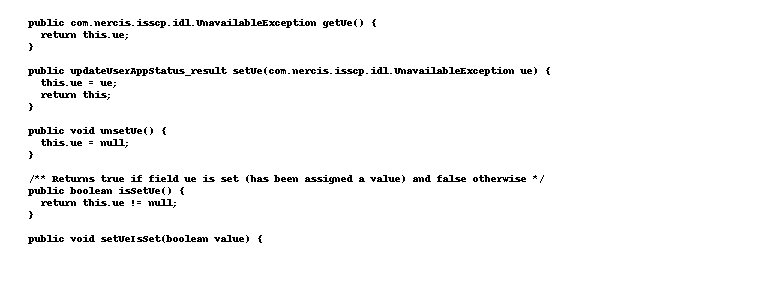 public com.nercis.isscp.idl.UnavailableException getUe() {
  return this.ue;
}

public updateUserAppStatus_result setUe(com.nercis.isscp.idl.UnavailableException ue) {
  this.ue = ue;
  return this;
}

public void unsetUe() {
  this.ue = null;
}

/** Returns true if field ue is set (has been assigned a value) and false otherwise */
public boolean isSetUe() {
  return this.ue != null;
}

public void setUeIsSet(boolean value) {